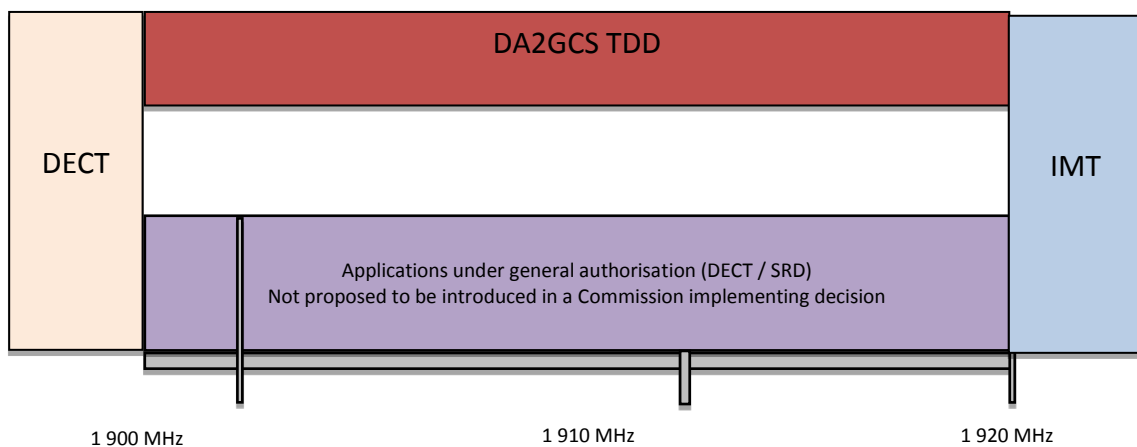 DA2GCS TDD
DECT
IMT
Applications under general authorisation (DECT / SRD)
Not proposed to be introduced in a Commission implementing decision
1 900 MHz
1 910 MHz
1 920 MHz